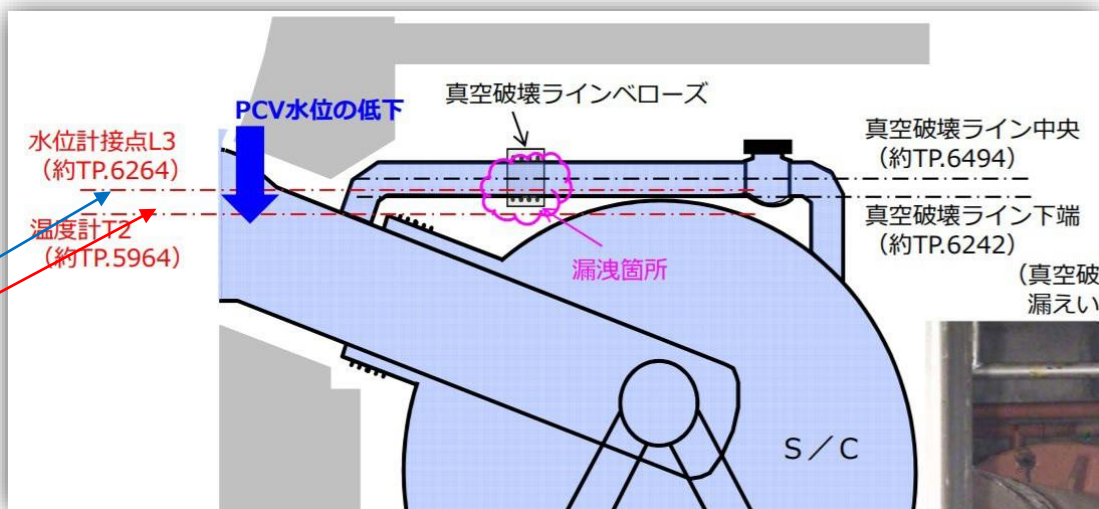 PCV水位の低下
真空破壊ラインベローズ
水位計接点L3
(約TP.6264)
真空破壊ライン中央
(約TP.6494)
温度計T2
(約TP.5964)
真空破壊ライン下端
(約TP.6242)
漏洩箇所
(真空破
漏えい
S/C